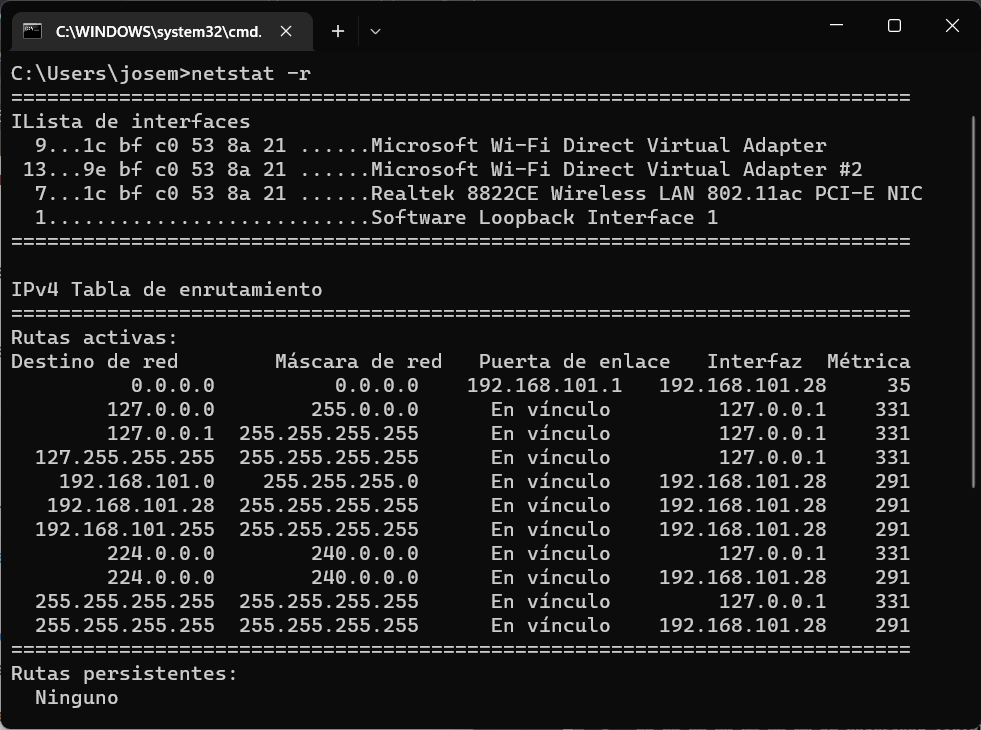 C:\WINDOWS\system32\cmd.
C:\Users\josem>netstat -r
===========================================================================
ILista de interfaces
  9...1c bf c0 53 8a 21 ......Microsoft Wi-Fi Direct Virtual Adapter
 13...9e bf c0 53 8a 21 ......Microsoft Wi-Fi Direct Virtual Adapter #2
  7...1c bf c0 53 8a 21 ......Realtek 8822CE Wireless LAN 802.11ac PCI-E NIC
  1...........................Software Loopback Interface 1
===========================================================================
IPv4 Tabla de enrutamiento
===========================================================================
Rutas activas:
Destino de red        Máscara de red   Puerta de enlace   Interfaz  Métrica
          0.0.0.0          0.0.0.0    192.168.101.1   192.168.101.28     35
        127.0.0.0        255.0.0.0      En vínculo         127.0.0.1    331
        127.0.0.1  255.255.255.255      En vínculo         127.0.0.1    331
  127.255.255.255  255.255.255.255      En vínculo         127.0.0.1    331
    192.168.101.0    255.255.255.0      En vínculo    192.168.101.28    291
   192.168.101.28  255.255.255.255      En vínculo    192.168.101.28    291
  192.168.101.255  255.255.255.255      En vínculo    192.168.101.28    291
        224.0.0.0        240.0.0.0      En vínculo         127.0.0.1    331
        224.0.0.0        240.0.0.0      En vínculo    192.168.101.28    291
  255.255.255.255  255.255.255.255      En vínculo         127.0.0.1    331
  255.255.255.255  255.255.255.255      En vínculo    192.168.101.28    291
===========================================================================
Rutas persistentes:
  Ninguno